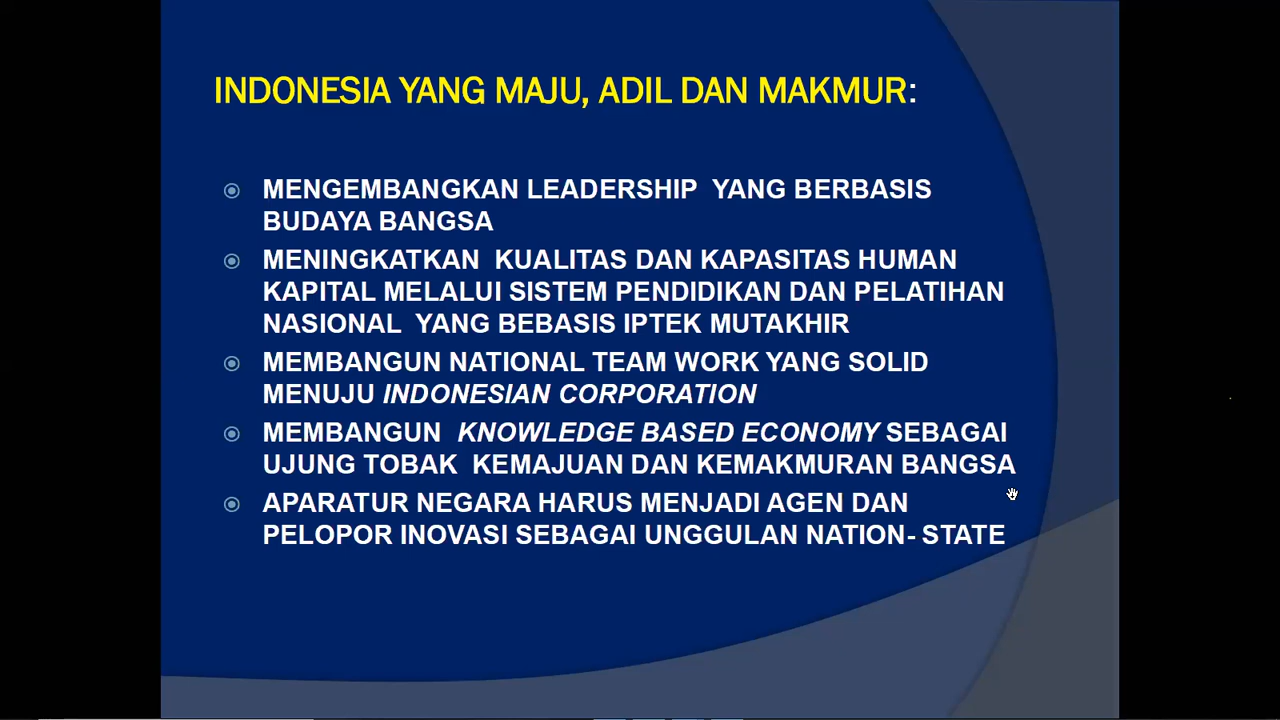 INDONESIA YANG MAJU, ADIL DAN MAKMUR:
MENGEMBANGKAN LEADERSHIP YANG BERBASIS
BUDAYA BANGSA
MENINGKATKAN KUALITAS DAN KAPASITAS HUMAN
KAPITAL MELALUI SISTEM PENDIDIKAN DAN PELATIHAN
NASIONAL YANG BEBASIS IPTEK MUTAKHIR
MEMBANGUN NATIONAL TEAM WORK YANG SOLID
MENUJU INDONESIAN CORPORATION
MEMBANGUN KNOWLEDGE BASED ECONOMY SEBAGAI
UJUNG TOBAK KEMAJUAN DAN KEMAKMURAN BANGSA
APARATUR NEGARA HARUS MENJADI AGEN DAN
PELOPOR INOVASI SEBAGAI UNGGULAN NATION- STATE